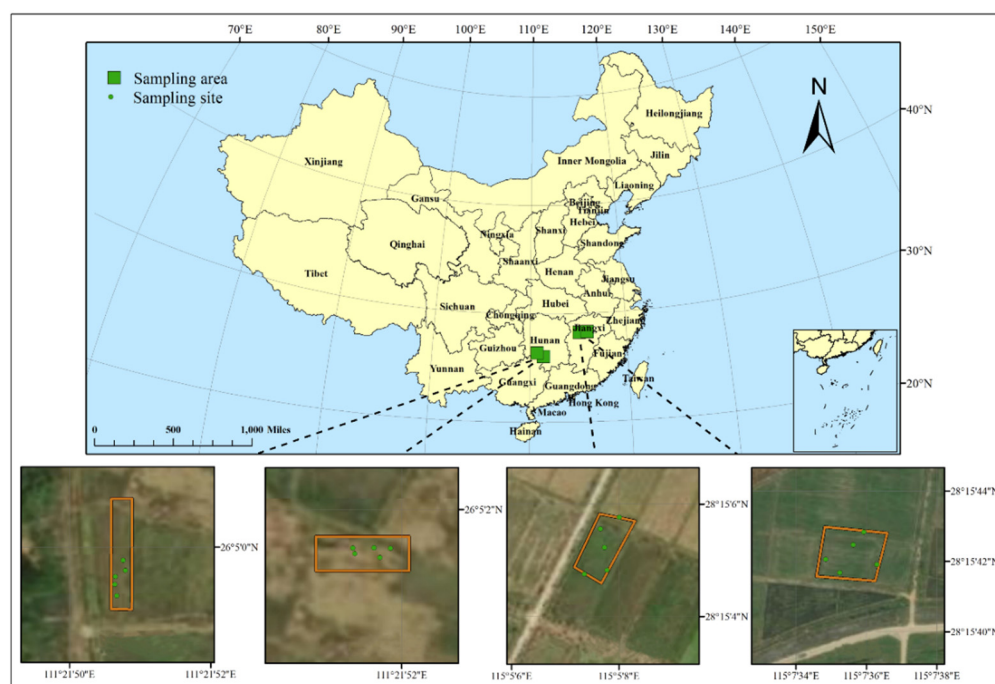 70°E 80°E 90°E 100°E 110°E 120°E 130°E 140°E 150°E
Sampling area
Sampling site
N
40°N
30°N
20°N
Heilongjiang
Jilin
Inner Mongolia
Liaoning
Xinjiang
Gansu
Beijing
Tianjin
Hebei
Ningxia
Shanxi
Shandong
Qinghai
Shaanxi
Henan
Jiangsu
Tibet
Anhui
Sichuan
Hubei
Chongqing
Zhejiang
Jiangxi
Hunan
Guizhou
Fujian
Yunnan
Guangxi
Guangdong
Taiwan
Hong Kong
Macao
Hainan
0 500 1,000 Miles
26°5'0"N
111°21'50"E 111°21'52"E
26°5'2"N
111°21'52"E
28°15'6"N
28°15'4"N
115°5'6"E 115°5'8"E
28°15'44"N
28°15'42"N
28°15'40"N
115°7'34"E 115°7'36"E 115°7'38"E